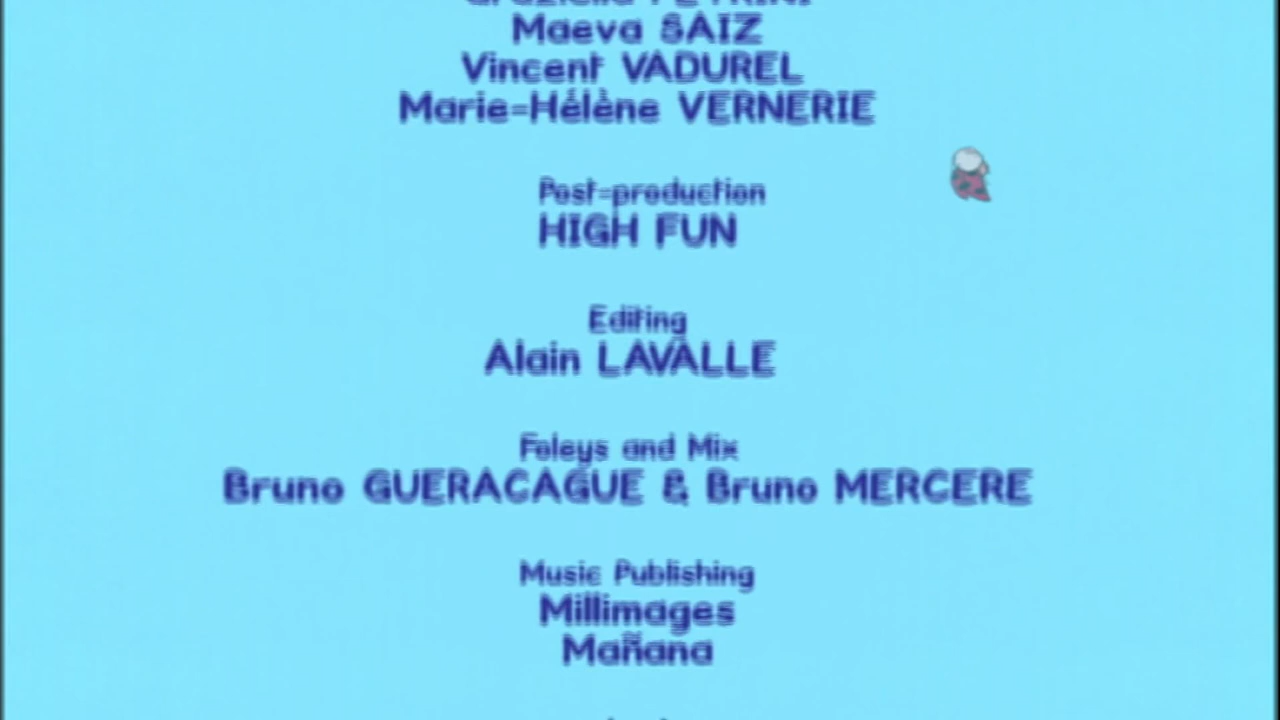 Maeva SAIZ
Vincent VADUREL
Marie-Hélène VERNERIE
Post-production
HIGH FUN
Editing
Alain LAVALLE
Foleys and Mix
Bruno GUERACAGUE & Bruno MERCERE
Music Publishing
Millimages
Mañana